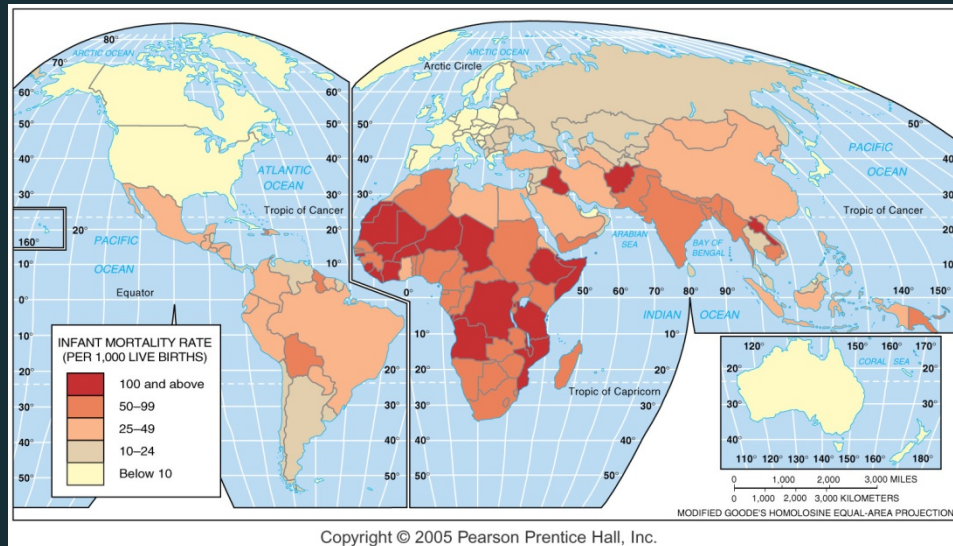 80°
ARCTIC OCEAN
70°
60°
50°
40°
30°
20°
160°
10°
0°
10°
20°
30°
40°
50°
ATLANTIC
OCEAN
Tropic of Cancer
PACIFIC
OCEAN
Equator
INFANT MORTALITY RATE
(PER 1,000 LIVE BIRTHS)
100 and above
50–99
25–49
10–24
Below 10
20°
30°
40°
50°
ARCTIC OCEAN
Arctic Circle
60°
50°
40°
30°
0°
10°
20°
30°
40°
50°
ARABIAN
SEA
BAY OF
BENGAL
50°
60°
70°
80°
90°
INDIAN
OCEAN
Tropic of Capricorn
20°
30°
40°
50°
50°
PACIFIC
OCEAN
40°
30°
Tropic of Cancer
20°
10°
140°
150°
0°
10°
120°
160°
170°
CORAL SEA
20°
30°
40°
110°
120°
130°
140°
150°
160°
180°
0
1,000
2,000
3,000 MILES
0
1,000
2,000
3,000 KILOMETERS
MODIFIED GOODE'S HOMOLOSINE EQUAL-AREA PROJECTION
Copyright © 2005 Pearson Prentice Hall, Inc.